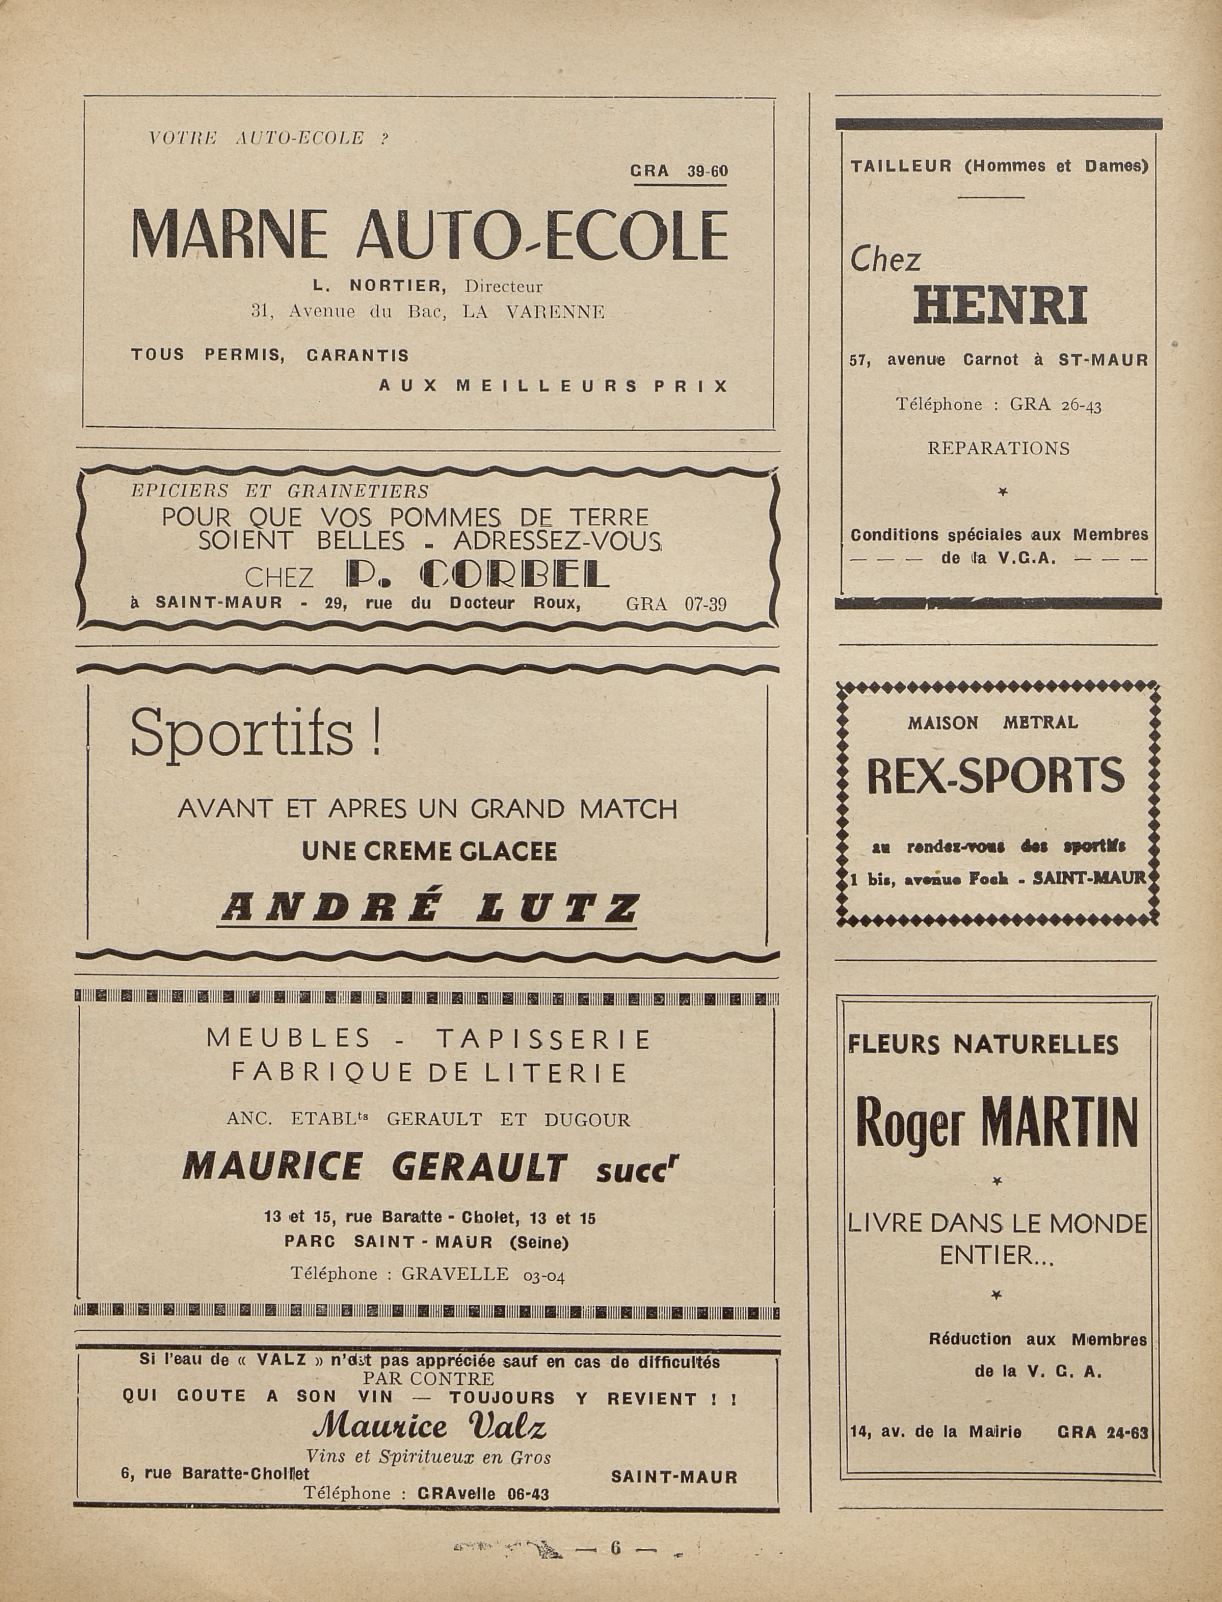 VOTRE AUTO-ECOLE ?
GRA 39-60
MARNE AUTO-ECOLE
L. NORTIER, Directeur
31, Avenue du Bac, LA VARENNE
TOUS PERMIS, GARANTIS
AUX MEILLEURS PRIX
EPICIERS ET GRAINETIERS
POUR QUE VOS POMMES DE TERRE
SOIENT BELLES - ADRESSEZ-VOUS
CHEZ P. CORBEL
à SAINT-MAUR - 29, rue du Docteur Roux, GRA 07-39
Sportifs !
AVANT ET APRES UN GRAND MATCH
UNE CREME GLACEE
ANDRÉ LUTZ
MEUBLES - TAPISSERIE
FABRIQUE DE LITERIE
ANC. ETABLts GERAULT ET DUGOUR
MAURICE GERAULT succr
13 et 15, rue Baratte - Cholet, 13 et 15
PARC SAINT - MAUR (Seine)
Téléphone : GRAVELLE 03-04
Si l'eau de « VALZ » pas appréciée sauf en cas de difficultés
PAR CONTRE
QUI GOUTE A SON VIN — TOUJOURS Y REVIENT ! !
Maurice Valz
Vins et Spiritueux en Gros
6, rue SAINT-MAUR
Téléphone : GRAvelle 06-43
TAILLEUR (Hommes et Dames)
Chez
HENRI
57, avenue Carnot à ST-MAUR
Téléphone : GRA 26-43
REPARATIONS
Conditions spéciales aux Membres
— — — de la V.G.A. — — —
MAISON METRAL
REX-SPORTS
au rendez-vous des sportifs
1 bis, avenue Foch - SAINT-MAUR
FLEURS NATURELLES
Roger MARTIN
LIVRE DANS LE MONDE
ENTIER...
Réduction aux Membres
de la V. G. A.
14, av. de la Mairie GRA 24-63
— 6 —